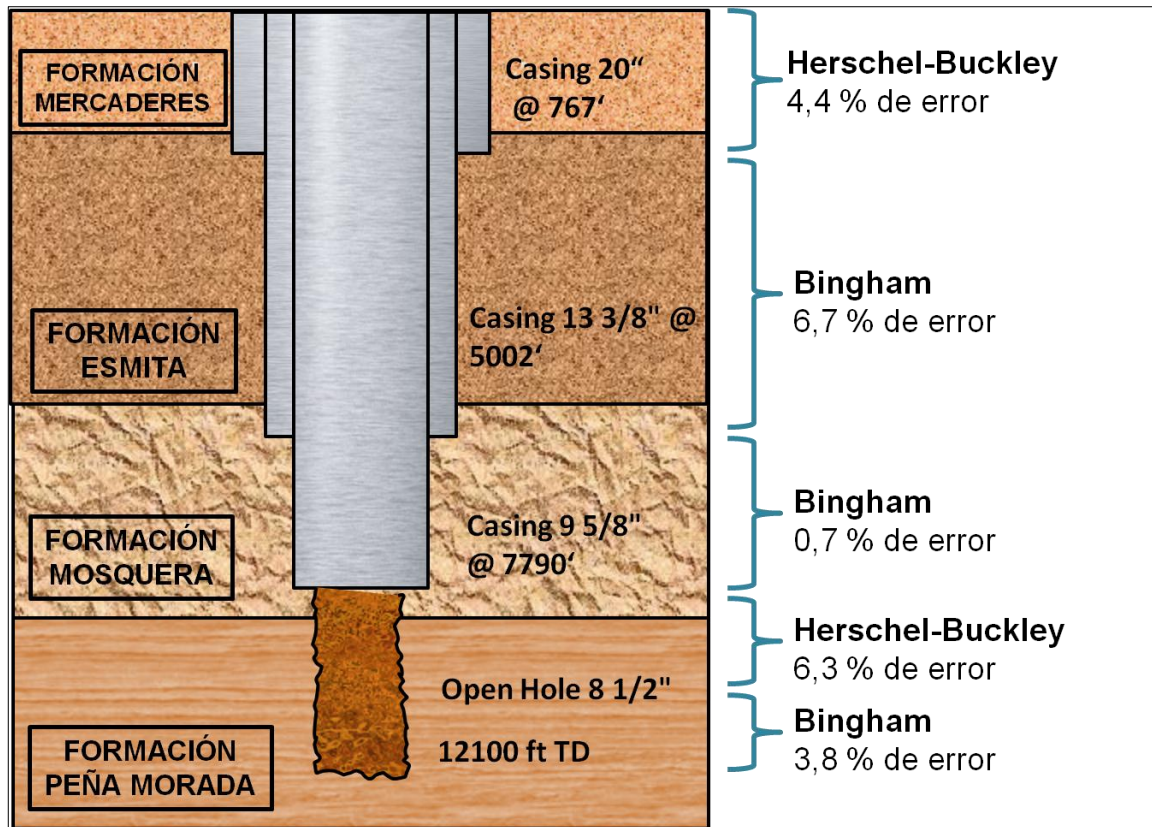 FORMACIÓN
MERCADERES
Casing 20“
@ 767‘
Herschel-Buckley
4,4 % de error
FORMACIÓN
ESMITA
Casing 13 3/8" @
5002‘
Bingham
6,7 % de error
FORMACIÓN
MOSQUERA
Casing 9 5/8"
@ 7790‘
Bingham
0,7 % de error
Herschel-Buckley
6,3 % de error
Open Hole 8 1/2"
12100 ft TD
FORMACIÓN
PEÑA MORADA
Bingham
3,8 % de error